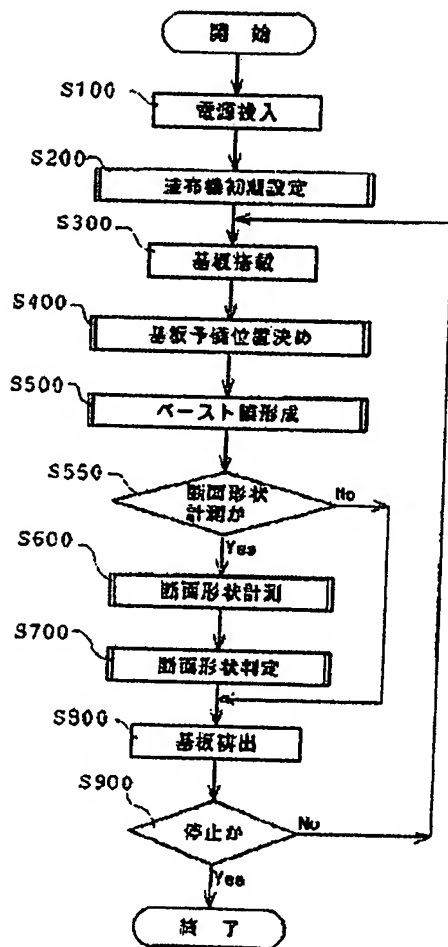 開 始
S100
電源投入
S200
塗布機初期設定
S300
基板搭載
S400
基板予備位置決め
S500
ペースト膜形成
S550
断面形状
計測か
No
Yes
S600
断面形状計測
S700
断面形状判定
S800
基板排出
S900
停止か
No
Yes
終 了